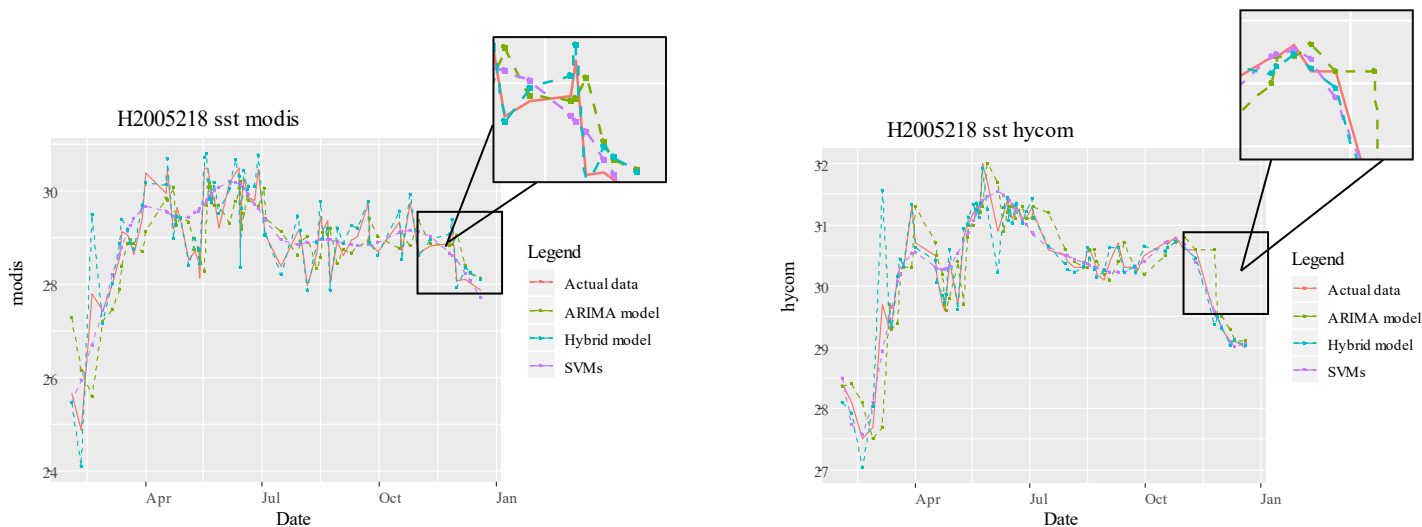 H2005218 sst modis
modis
30
28
26
24
Apr
Jul
Oct
Jan
Date
Legend
Actual data
ARIMA model
Hybrid model
SVMs
H2005218 sst hycom
hycom
32
31
30
29
28
27
Apr
Jul
Oct
Jan
Date
Legend
Actual data
ARIMA model
Hybrid model
SVMs